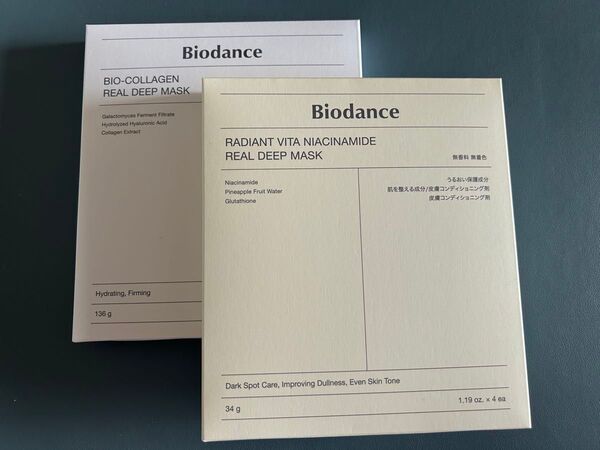 Biodance
BIO-COLLAGEN
REAL DEEP MASK
Galactomyces Ferment Filtrate
Hydrolyzed Hyaluronic Acid
Collagen Extract
Hydrating, Firming
136 g
Biodance
RADIANT VITA NIACINAMIDE
REAL DEEP MASK
無香料 無着色
Niacinamide
Pineapple Fruit Water
Glutathione
うるおい保護成分
肌を整える成分/皮膚コンディショニング剤
皮膚コンディショニング剤
Dark Spot Care, Improving Dullness, Even Skin Tone
34 g
1.19 oz. × 4 ea